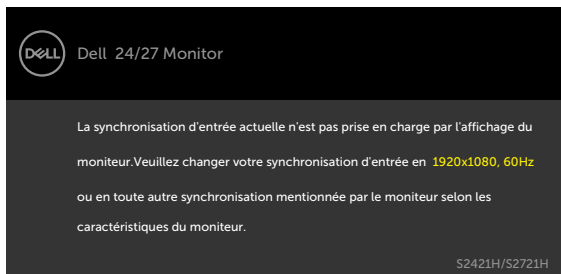 DELL
Dell 24/27 Monitor
La synchronisation d'entrée actuelle n'est pas prise en charge par l'affichage du
moniteur.Veuillez changer votre synchronisation d'entrée en 1920x1080, 60Hz
ou en toute autre synchronisation mentionnée par le moniteur selon les
caractéristiques du moniteur.
S2421H/S2721H